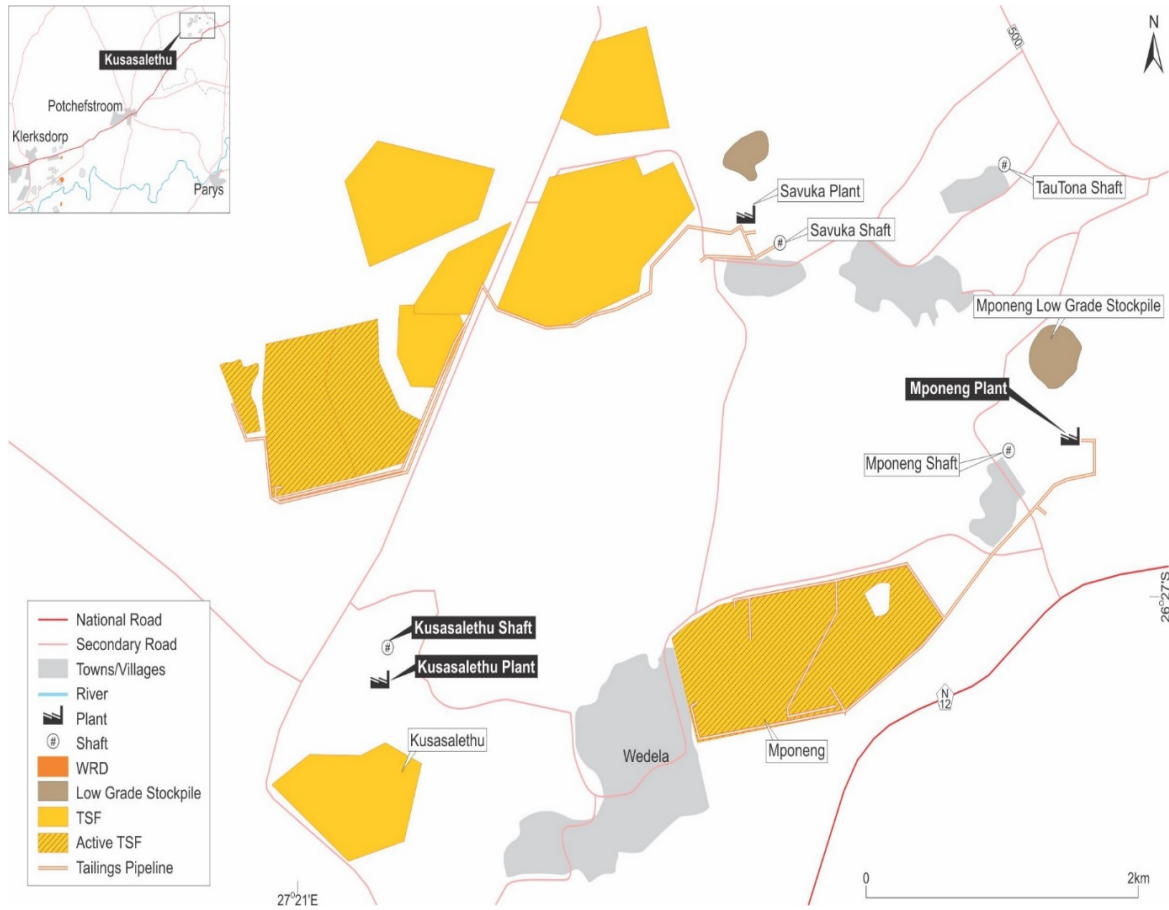 Kusasalethu
Potchefstroom
Klerksdorp
Parys
500
N
Savuka Plant
TauTona Shaft
Savuka Shaft
Mponeng Low Grade Stockpile
Mponeng Plant
Mponeng Shaft
26°27'S
Kusasalethu Shaft
Kusasalethu Plant
N
12
Kusasalethu
Wedela
Mponeng
National Road
Secondary Road
Towns/Villages
River
Plant
# Shaft
WRD
Low Grade Stockpile
TSF
Active TSF
Tailings Pipeline
27°21'E
0 2km